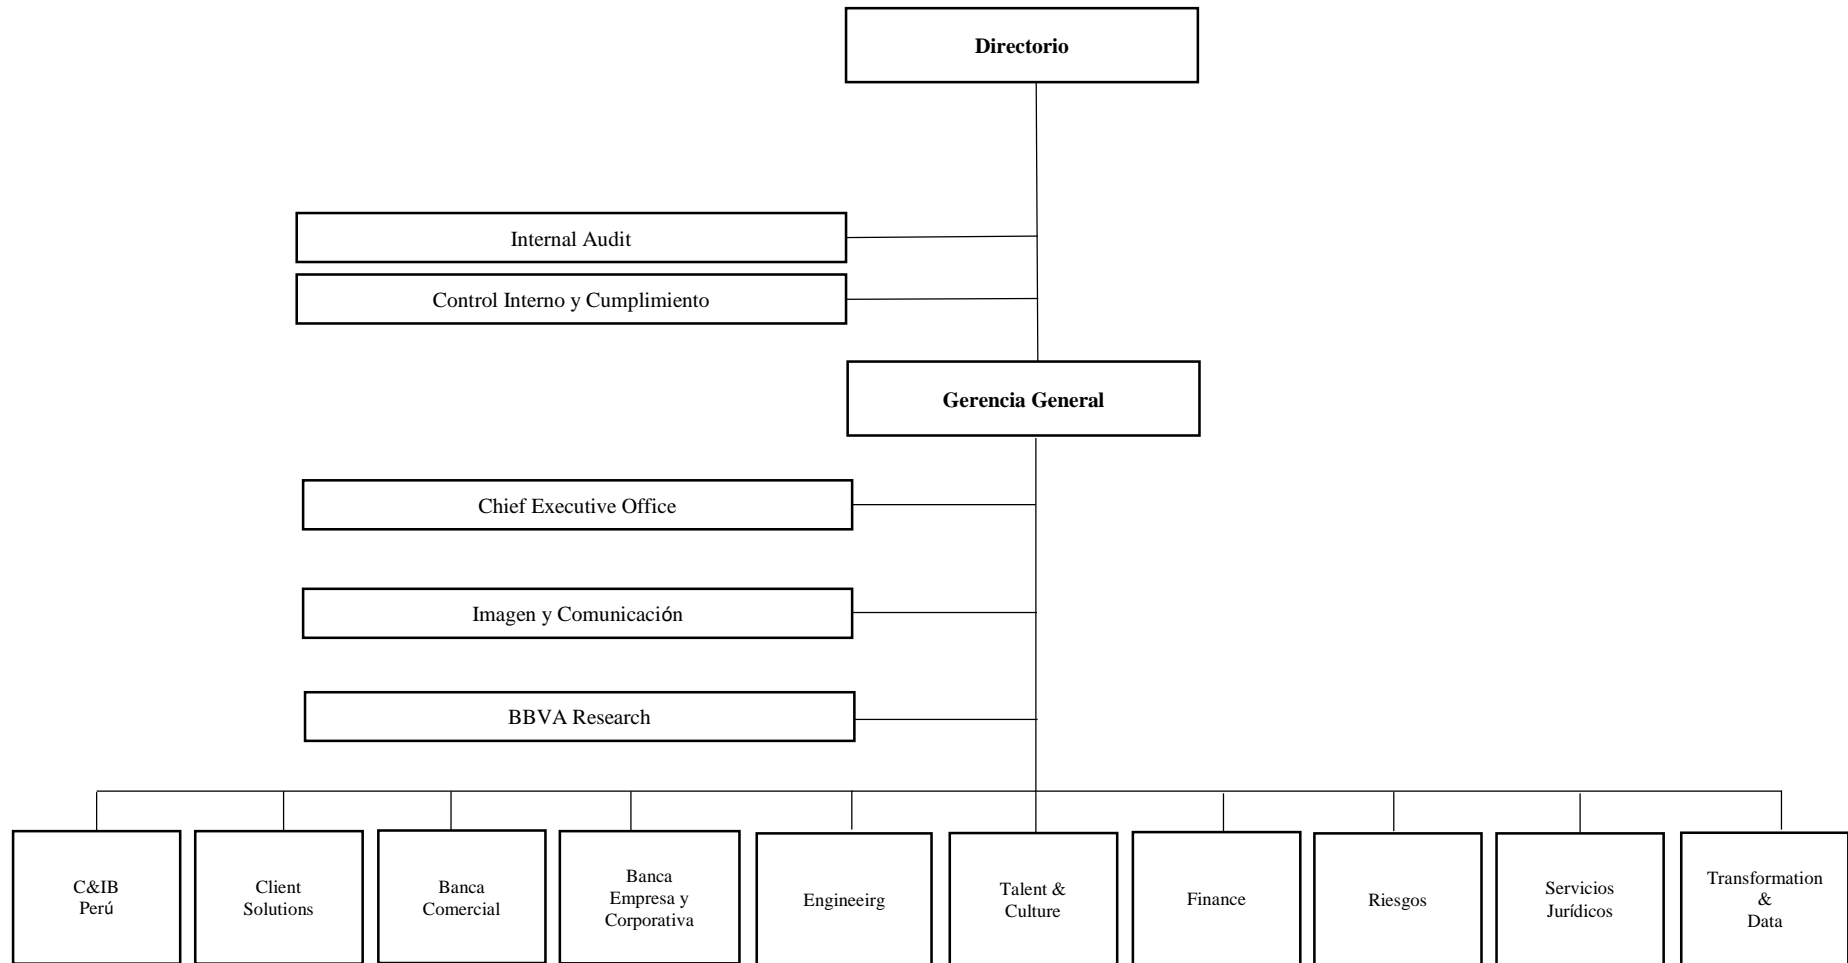 Directorio
Internal Audit
Control Interno y Cumplimiento
Gerencia General
Chief Executive Office
Imagen y Comunicación
BBVA Research
C&IB
Perú
Client
Solutions
Banca
Comercial
Banca
Empresa y
Corporativa
Engineeirg
Talent &
Culture
Finance
Riesgos
Servicios
Jurídicos
Transformation
&
Data